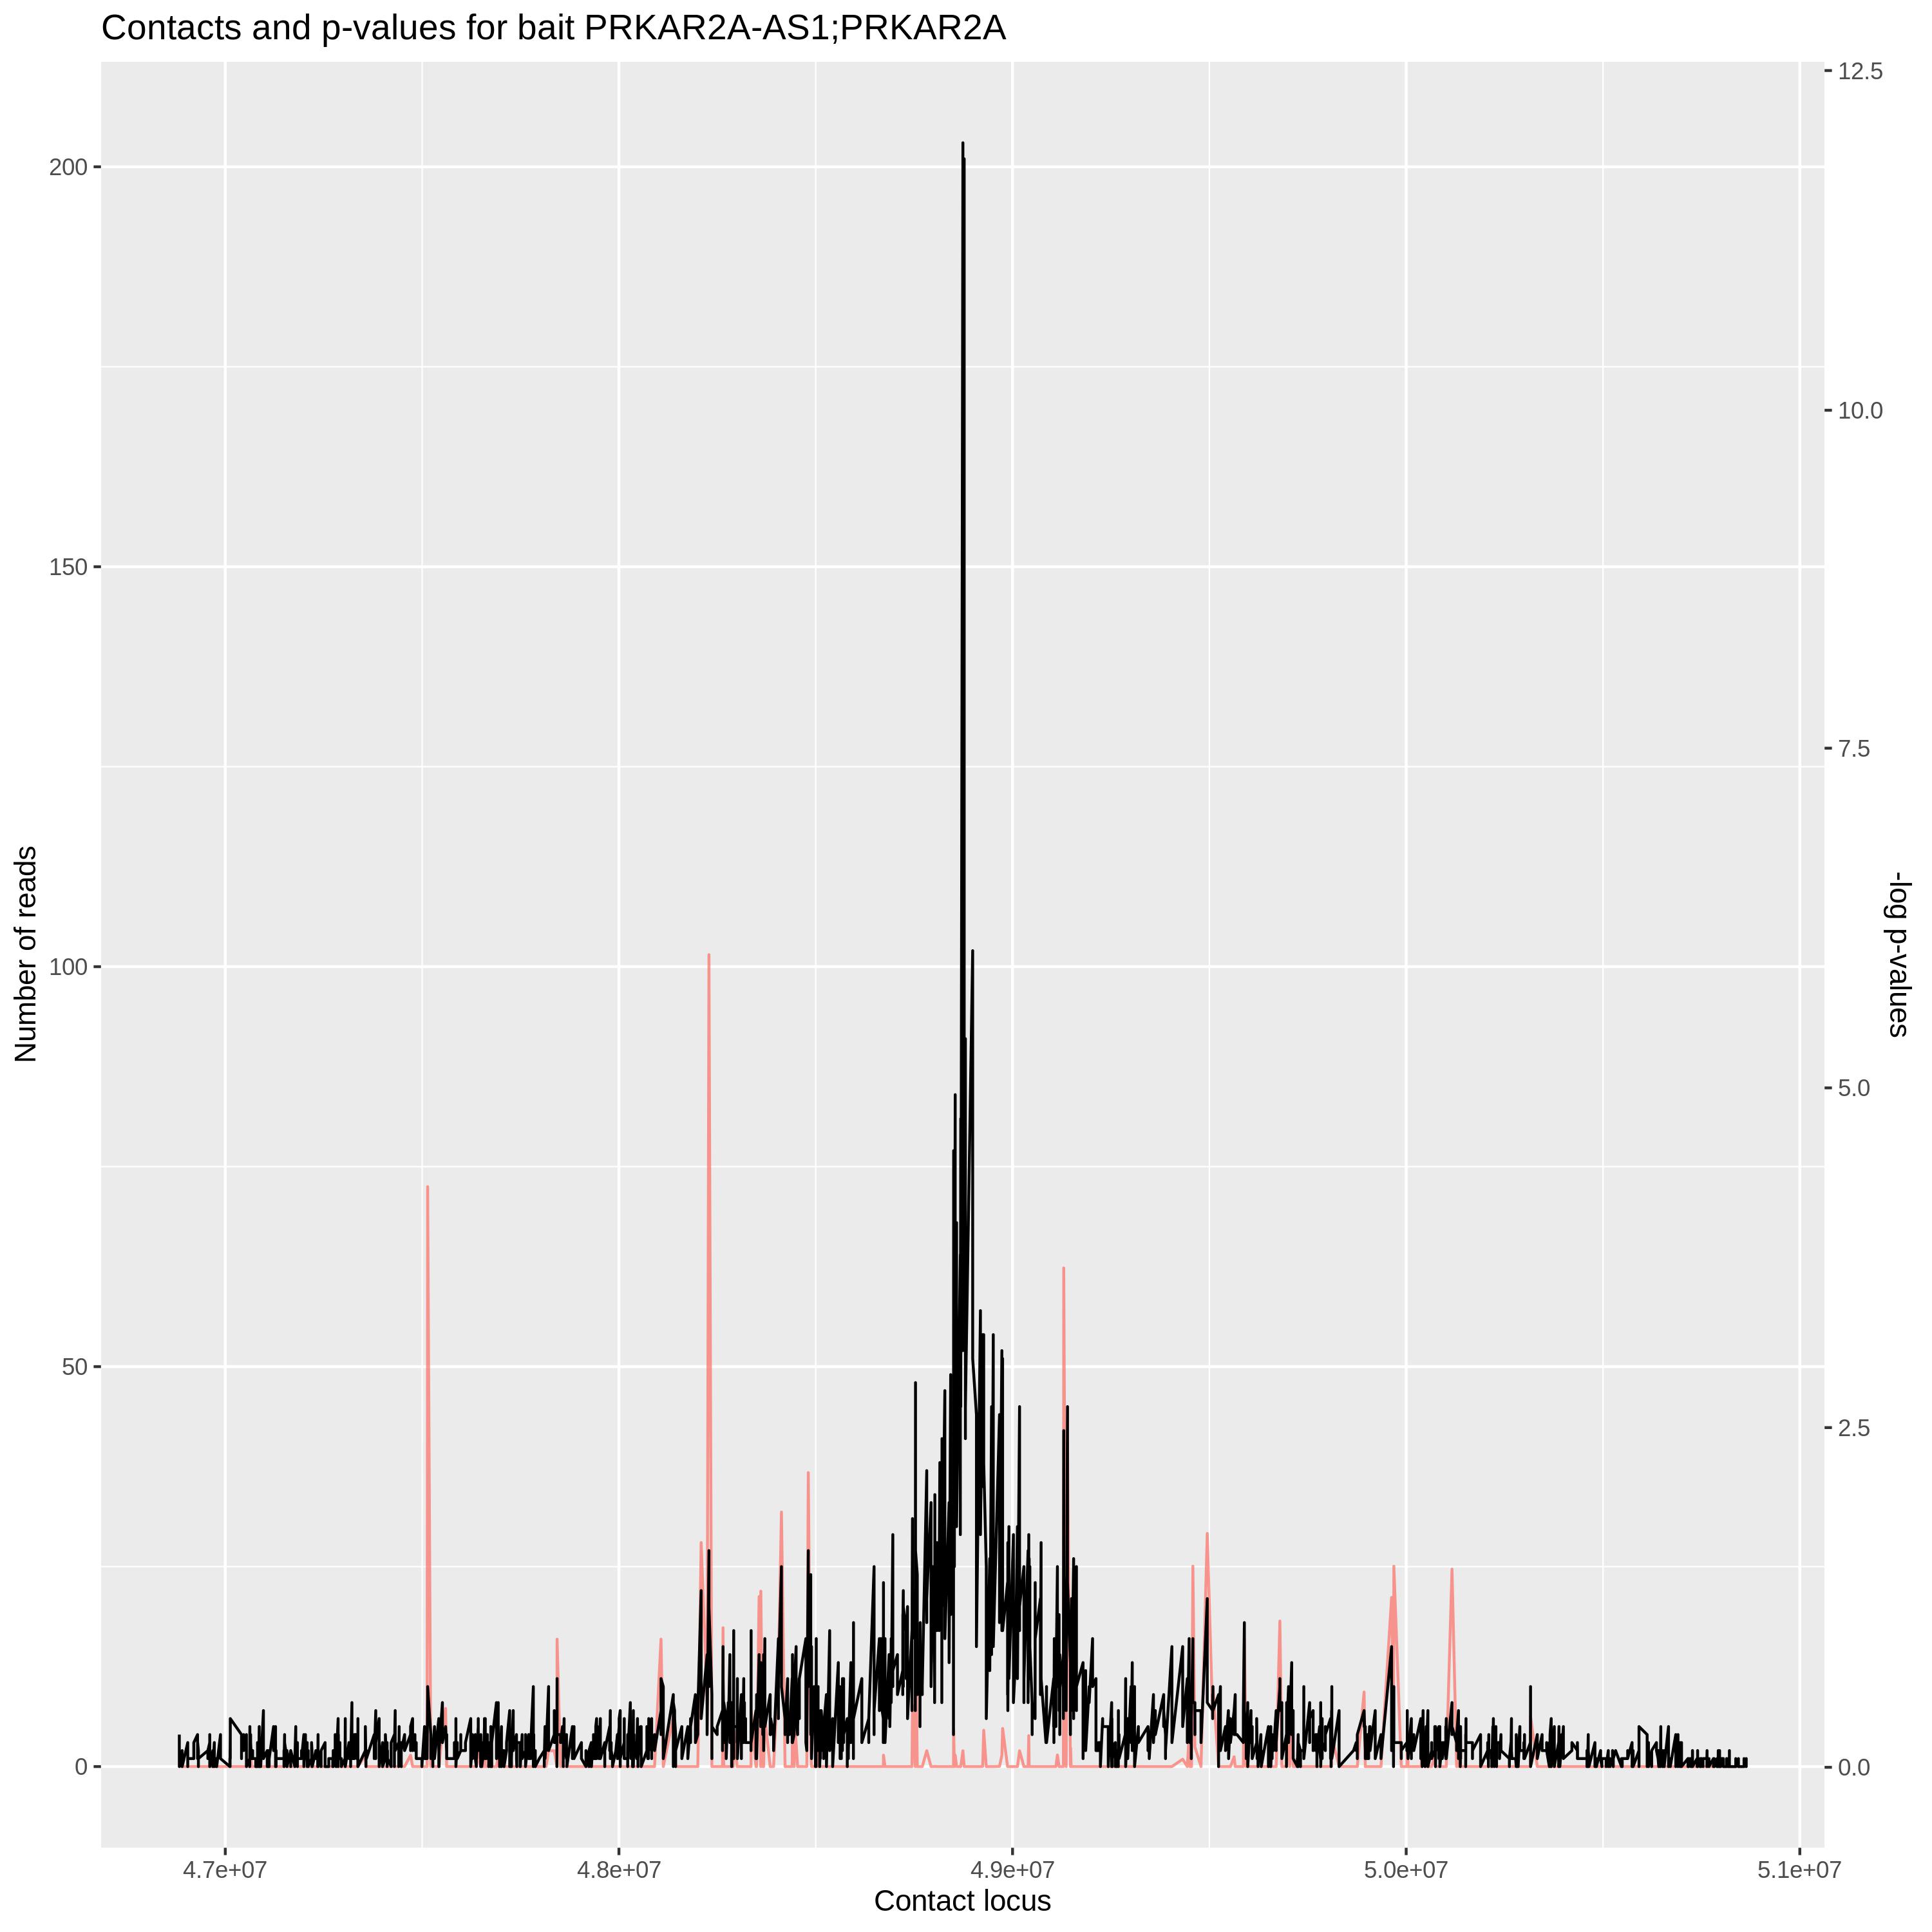 Contacts and p-values for bait PRKAR2A-AS1;PRKAR2A
12.5
200
10.0
150
7.5
Number of reads
-log p-values
100
5.0
50
2.5
0
0.0
4.7e+07
4.8e+07
4.9e+07
5.0e+07
5.1e+07
Contact locus